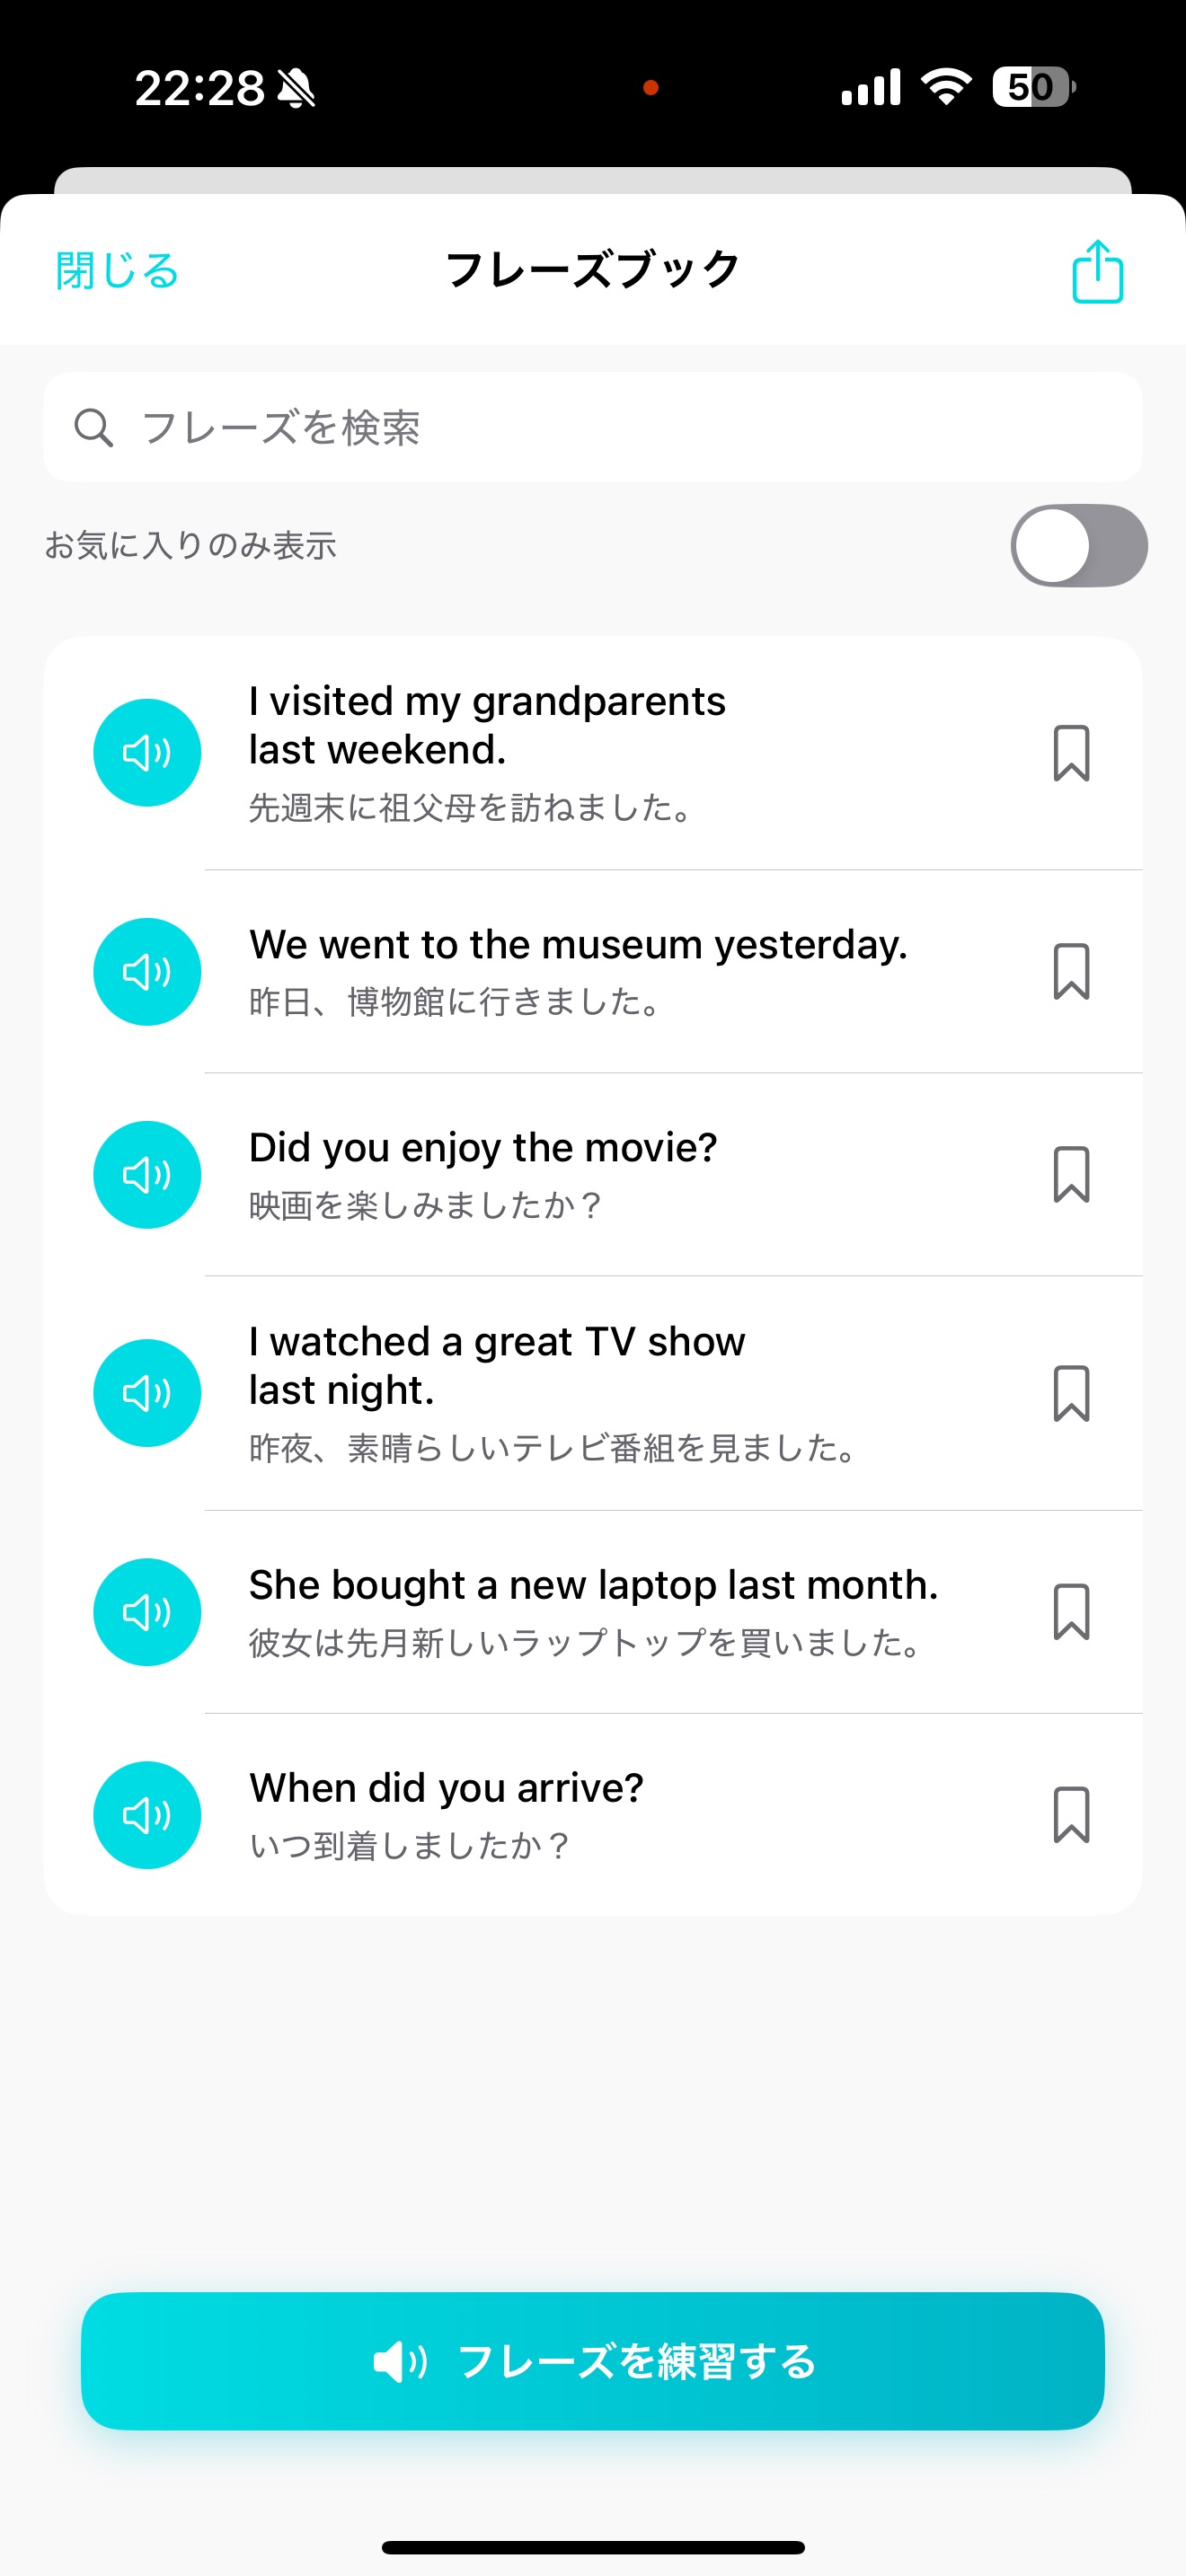 22:28
50
閉じる
フレーズブック
フレーズを検索
お気に入りのみ表示
I visited my grandparents
last weekend.
先週末に祖父母を訪ねました。
We went to the museum yesterday.
昨日、博物館に行きました。
Did you enjoy the movie?
映画を楽しみましたか？
I watched a great TV show
last night.
昨夜、素晴らしいテレビ番組を見ました。
She bought a new laptop last month.
彼女は先月新しいラップトップを買いました。
When did you arrive?
いつ到着しましたか？
フレーズを練習する